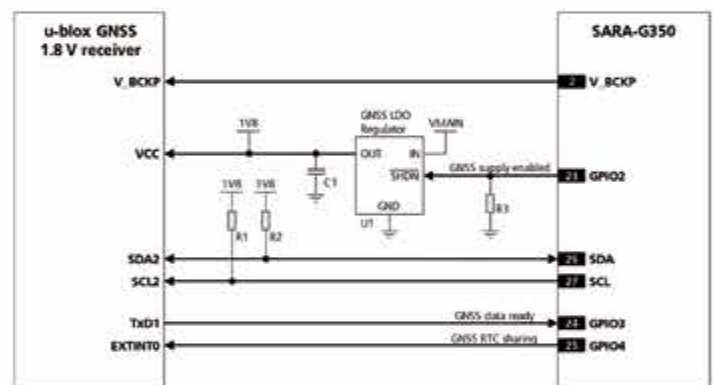 u-blox GNSS
1.8 V receiver
SARA-G350
V_BCKP
2
V_BCKP
GNSS LDO
Regulator
VMAIN
1V8
VCC
OUT
IN
C1
GNSS supply enabled
SHDN
23
GPIO2
1V8
1V8
GND
R3
U1
R1
R2
SDA2
26
SDA
SCL2
27
SCL
TxD1
GNSS data ready
24
GPIO3
EXTINT0
GNSS RTC sharing
25
GPIO4